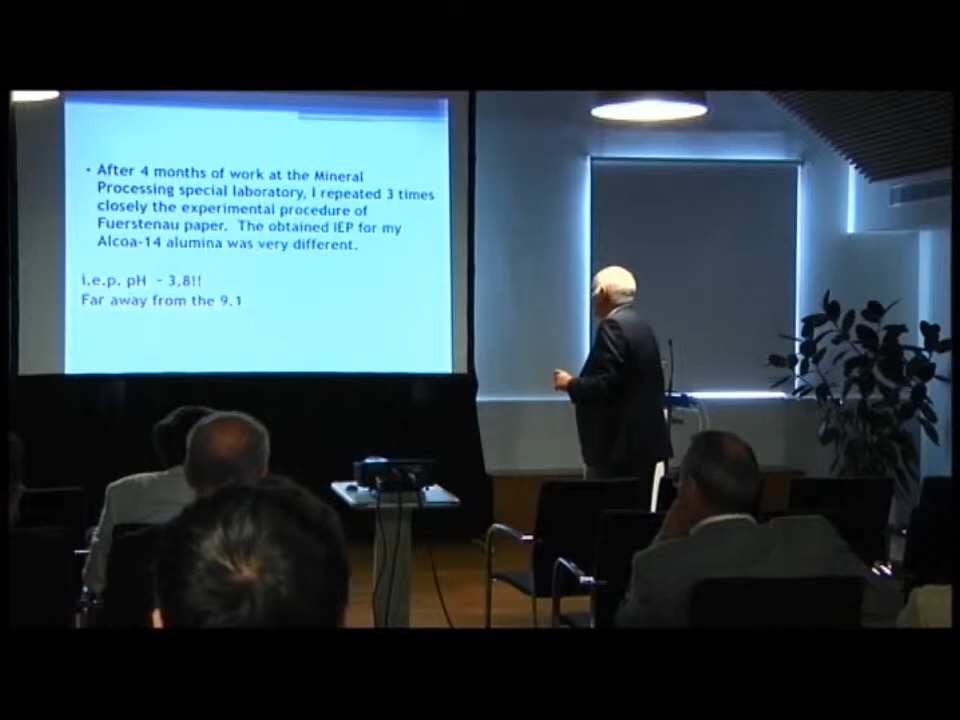 • After 4 months of work at the Mineral
Processing special laboratory, I repeated 3 times
closely the experimental procedure of
Fuerstenau paper. The obtained IEP for my
Alcoa-14 alumina was very different.
i.e.p. pH - 3.8!!
Far away from the 9.1